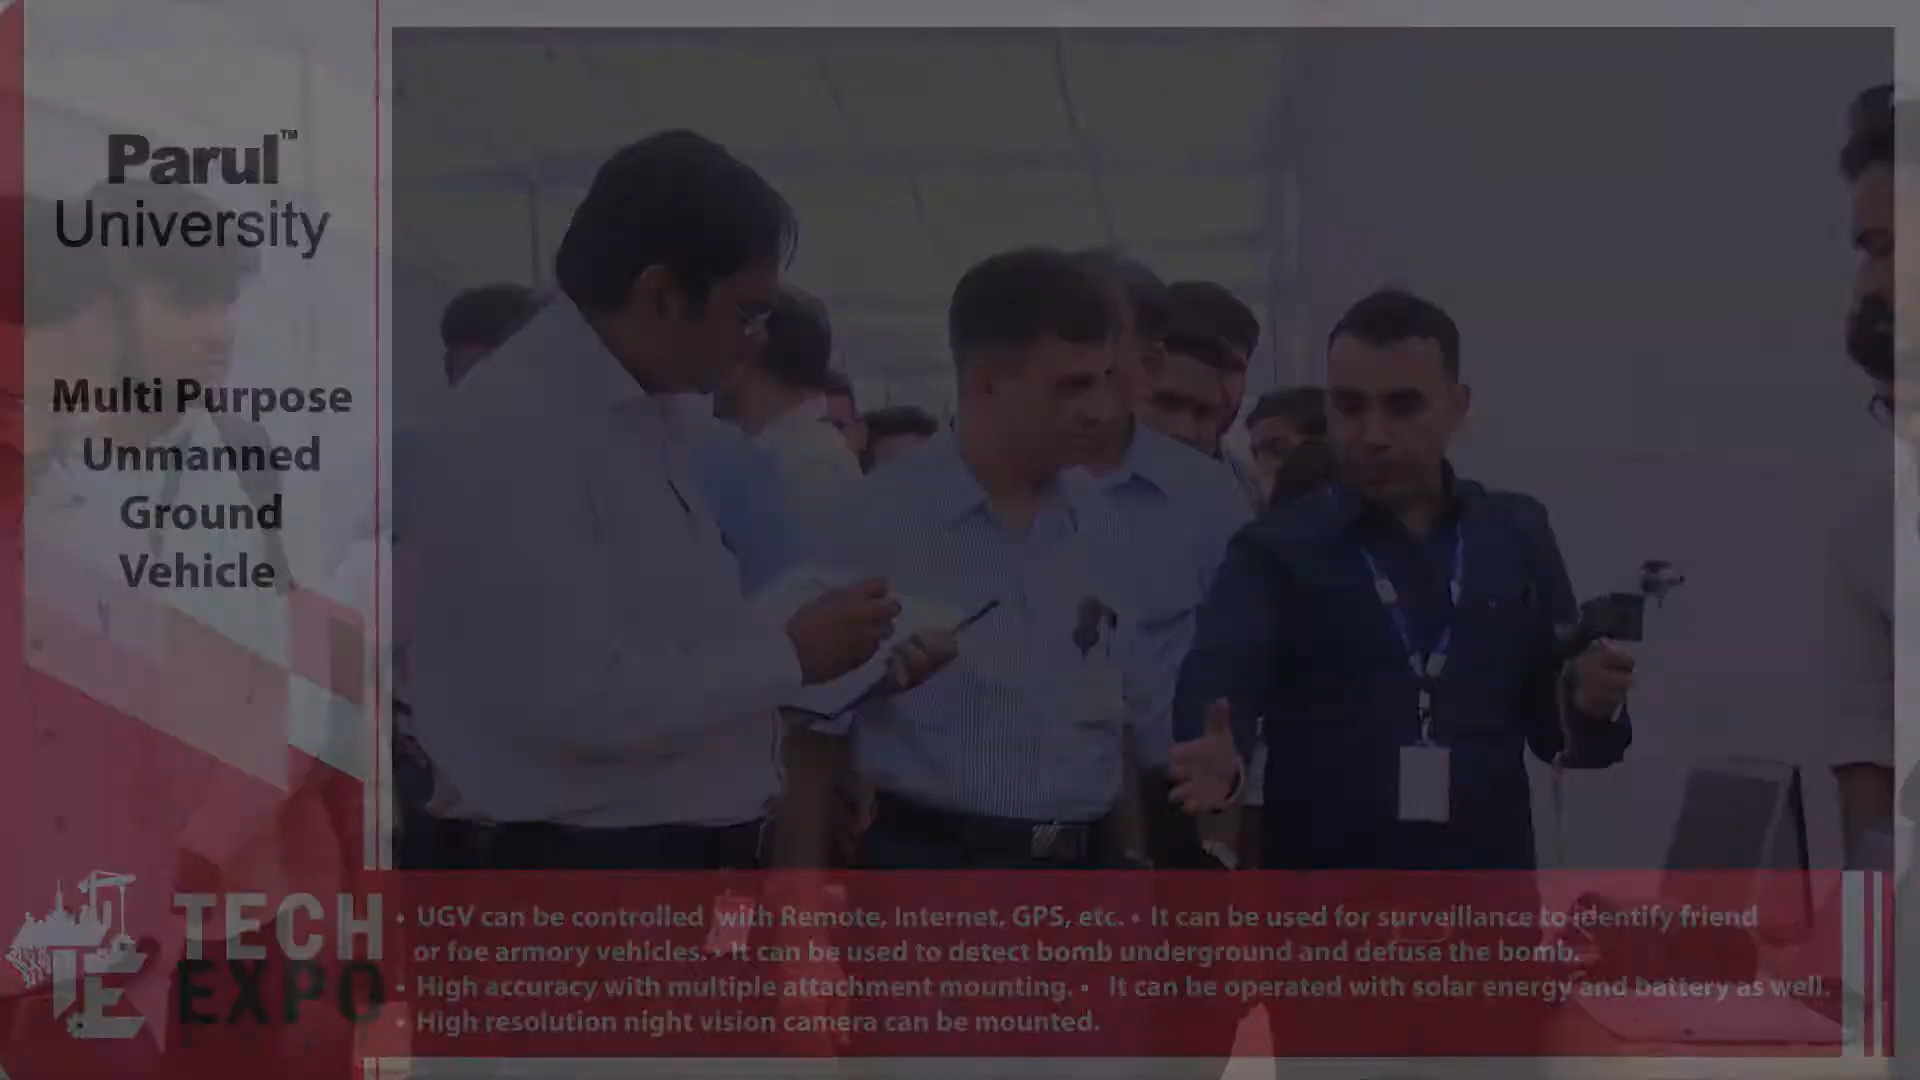 Parul™
University
Multi Purpose
Unmanned
Ground
Vehicle
TECH
EXPO
• UGV can be controlled with Remote, Internet, GPS, etc. • It can be used for surveillance to identify friend
or foe armory vehicles. • It can be used to detect bomb underground and defuse the bomb.
• High accuracy with multiple attachment mounting. • It can be operated with solar energy and battery as well.
• High resolution night vision camera can be mounted.